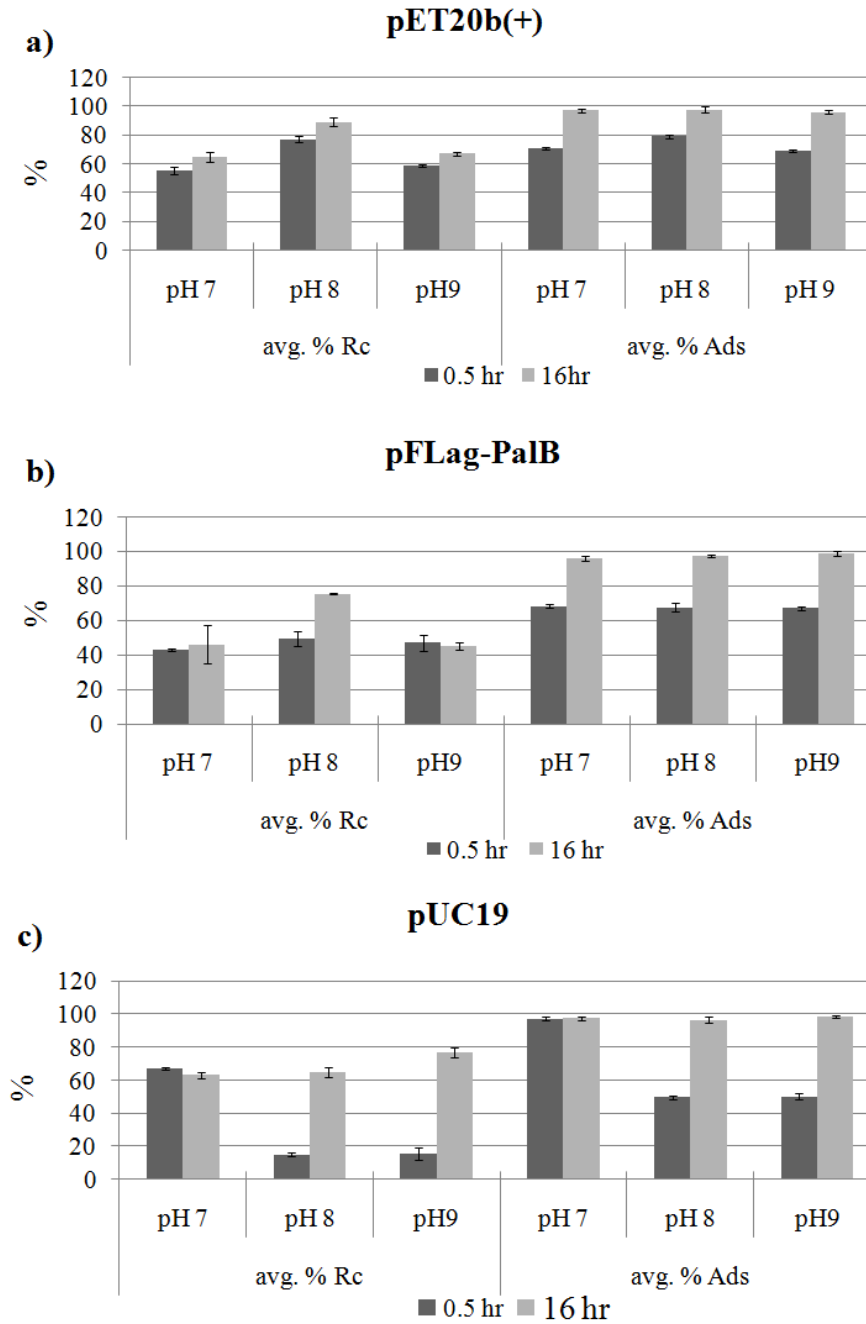 pET20b(+)
a)
120
100
80
60
40
20
0
%
pH 7 pH 8 pH9 pH 7 pH 8 pH 9
avg. % Rc avg. % Ads
0.5 hr 16hr
pFLag-PalB
b)
120
100
80
60
40
20
0
%
pH 7 pH 8 pH9 pH 7 pH 8 pH9
avg. % Rc avg. % Ads
0.5 hr 16 hr
pUC19
c)
120
100
80
60
40
20
0
%
pH 7 pH 8 pH9 pH 7 pH 8 pH9
avg. % Rc avg. % Ads
0.5 hr 16 hr